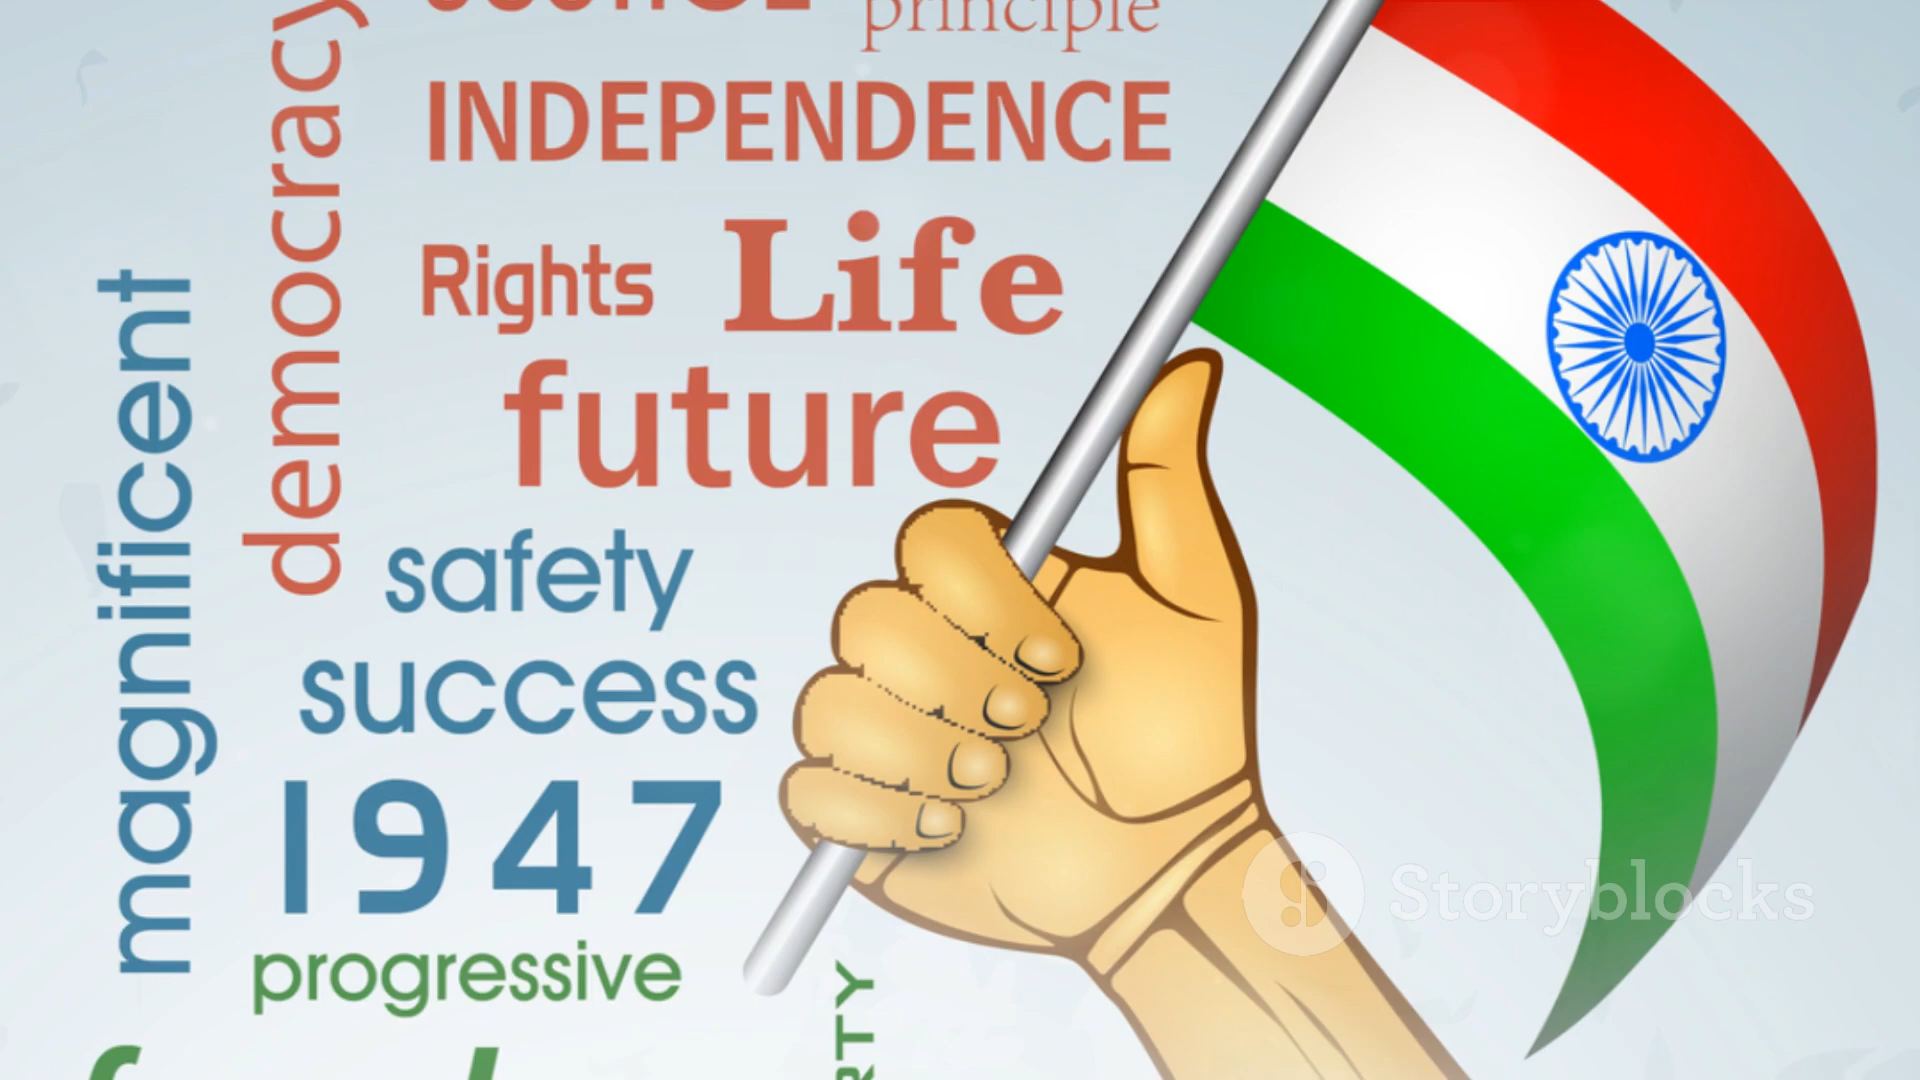 principle
democracy
INDEPENDENCE
Rights Life
future
magnificent
safety
success
1947
progressive
Storyblocks